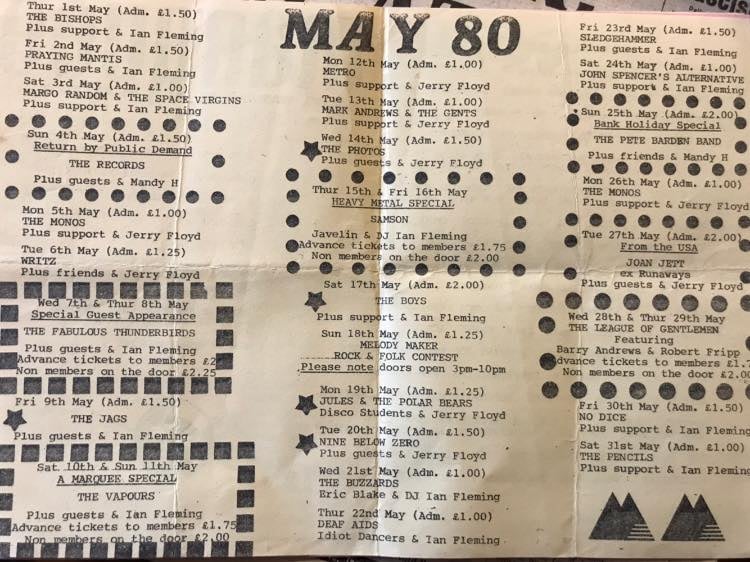 MAY 80
Thur 1st May (Adm. £1.50)
THE BISHOPS
Plus support & Ian Fleming
Fri 2nd May (Adm. £1.50)
PRAYING MANTIS
Plus guests & Ian Fleming
Sat 3rd May (Adm. £1.00)
MARGO RANDOM & THE SPACE VIRGINS
Plus support & Ian Fleming
Sun 4th May (Adm. £1.50)
Return by Public Demand
THE RECORDS
Plus guests & Mandy H
Mon 5th May (Adm. £1.00)
THE MONOS
Plus support & Jerry Floyd
Tue 6th May (Adm. £1.25)
WRITZ
Plus friends & Jerry Floyd
Wed 7th & Thur 8th May
Special Guest Appearance
THE FABULOUS THUNDERBIRDS
Plus guests & Ian Fleming
Advance tickets to members £2
Non members on the door £2.25
Fri 9th May (Adm. £1.50)
THE JAGS
Plus guests & Ian Fleming
Sat 10th & Sun 11th May
A MARQUEE SPECIAL
THE VAPOURS
Plus guests & Ian Fleming
Advance tickets to members £1.75
Non members on the door £2.00
Mon 12th May (Adm. £1.00)
METRO
Plus support & Jerry Floyd
Tue 13th May (Adm. £1.00)
MARK ANDREWS & THE GENTS
Plus support & Jerry Floyd
Wed 14th May (Adm. £1.50)
THE PHOTOS
Plus guests & Jerry Floyd
Thur 15th & Fri 16th May
HEAVY METAL SPECIAL
SAMSON
Javelin & DJ Ian Fleming
Advance tickets to members £1.75
Non members on the door £2.00
Sat 17th May (Adm. £2.00)
THE BOYS
Plus support & Ian Fleming
Sun 18th May (Adm. £1.25)
MELODY MAKER
ROCK & FOLK CONTEST
Please note doors open 3pm-10pm
Mon 19th May (Adm. £1.25)
JULES & THE POLAR BEARS
Disco Students & Jerry Floyd
Tue 20th May (Adm. £1.50)
NINE BELOW ZERO
Plus guests & Jerry Floyd
Wed 21st May (Adm. £1.00)
THE BUZZARDS
Eric Blake & DJ Ian Fleming
Thur 22nd May (Adm. £1.00)
DEAF AIDS
Idiot Dancers & Ian Fleming
Fri 23rd May (Adm. £1.50)
SLEDGEHAMMER
Plus guests & Ian Fleming
Sat 24th May (Adm. £1.00)
JOHN SPENCER'S ALTERNATIVE
Plus support & Ian Fleming
Sun 25th May (Adm. £2.00)
Bank Holiday Special
THE PETE BARDEN BAND
Plus friends & Mandy H
Mon 26th May (Adm. £1.00)
THE MONOS
Plus support & Jerry Floyd
Tue 27th May (Adm. £2.00)
From the USA
JOAN JETT
ex Runaways
Plus guests & Jerry Floyd
Wed 28th & Thur 29th May
THE LEAGUE OF GENTLEMEN
Featuring
Barry Andrews & Robert Fripp
Advance tickets to members £1.7
Non members on the door £2.00
Fri 30th May (Adm. £1.50)
NO DICE
Plus support & Ian Fleming
Sat 31st May (Adm. £1.00)
THE PENCILS
Plus support & Ian Fleming